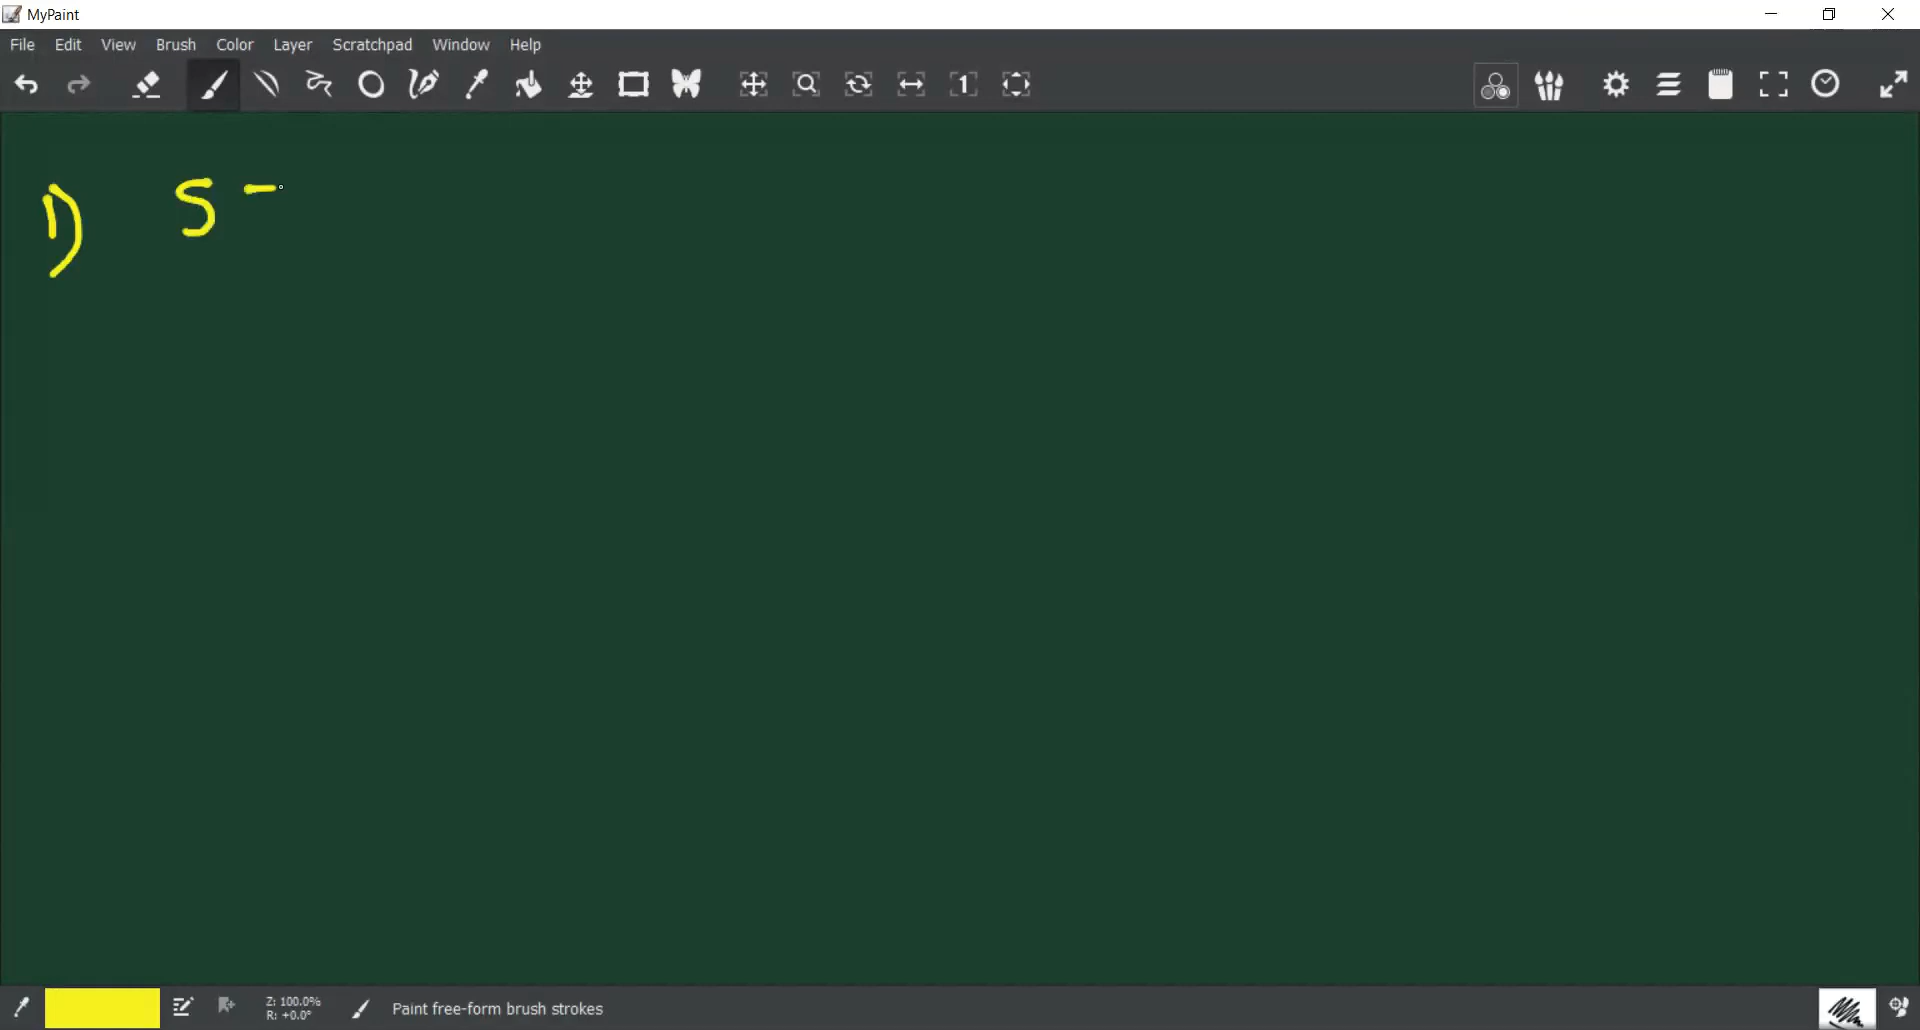 MyPaint
File Edit View Brush Color Layer Scratchpad Window Help
1
1) S -
Z: 100.0%
R: +0.0°
Paint free-form brush strokes